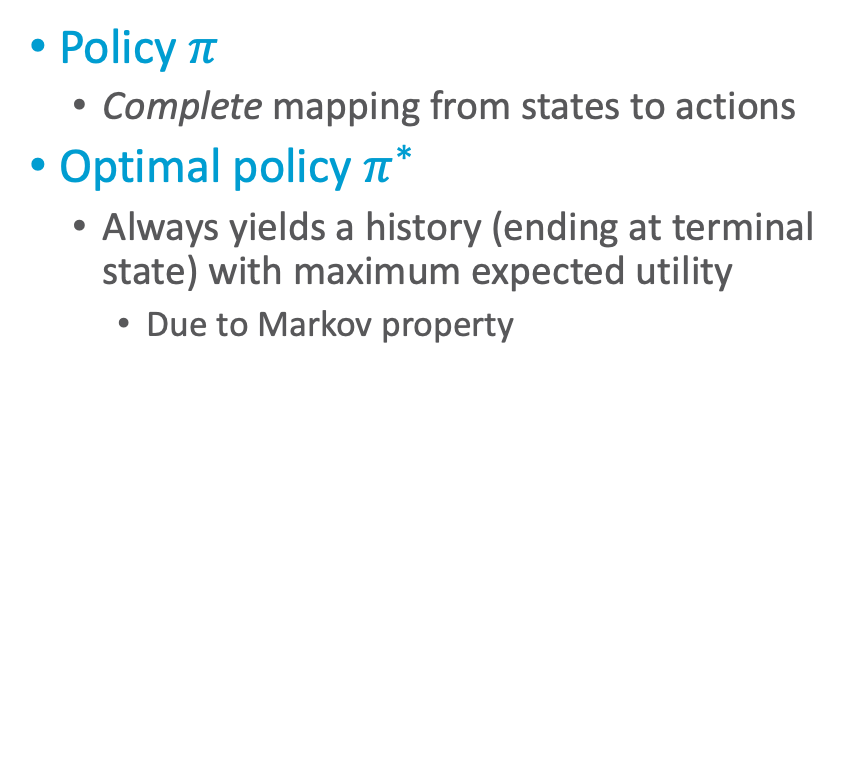 • Policy π
• Complete mapping from states to actions
• Optimal policy π*
• Always yields a history (ending at terminal
state) with maximum expected utility
• Due to Markov property